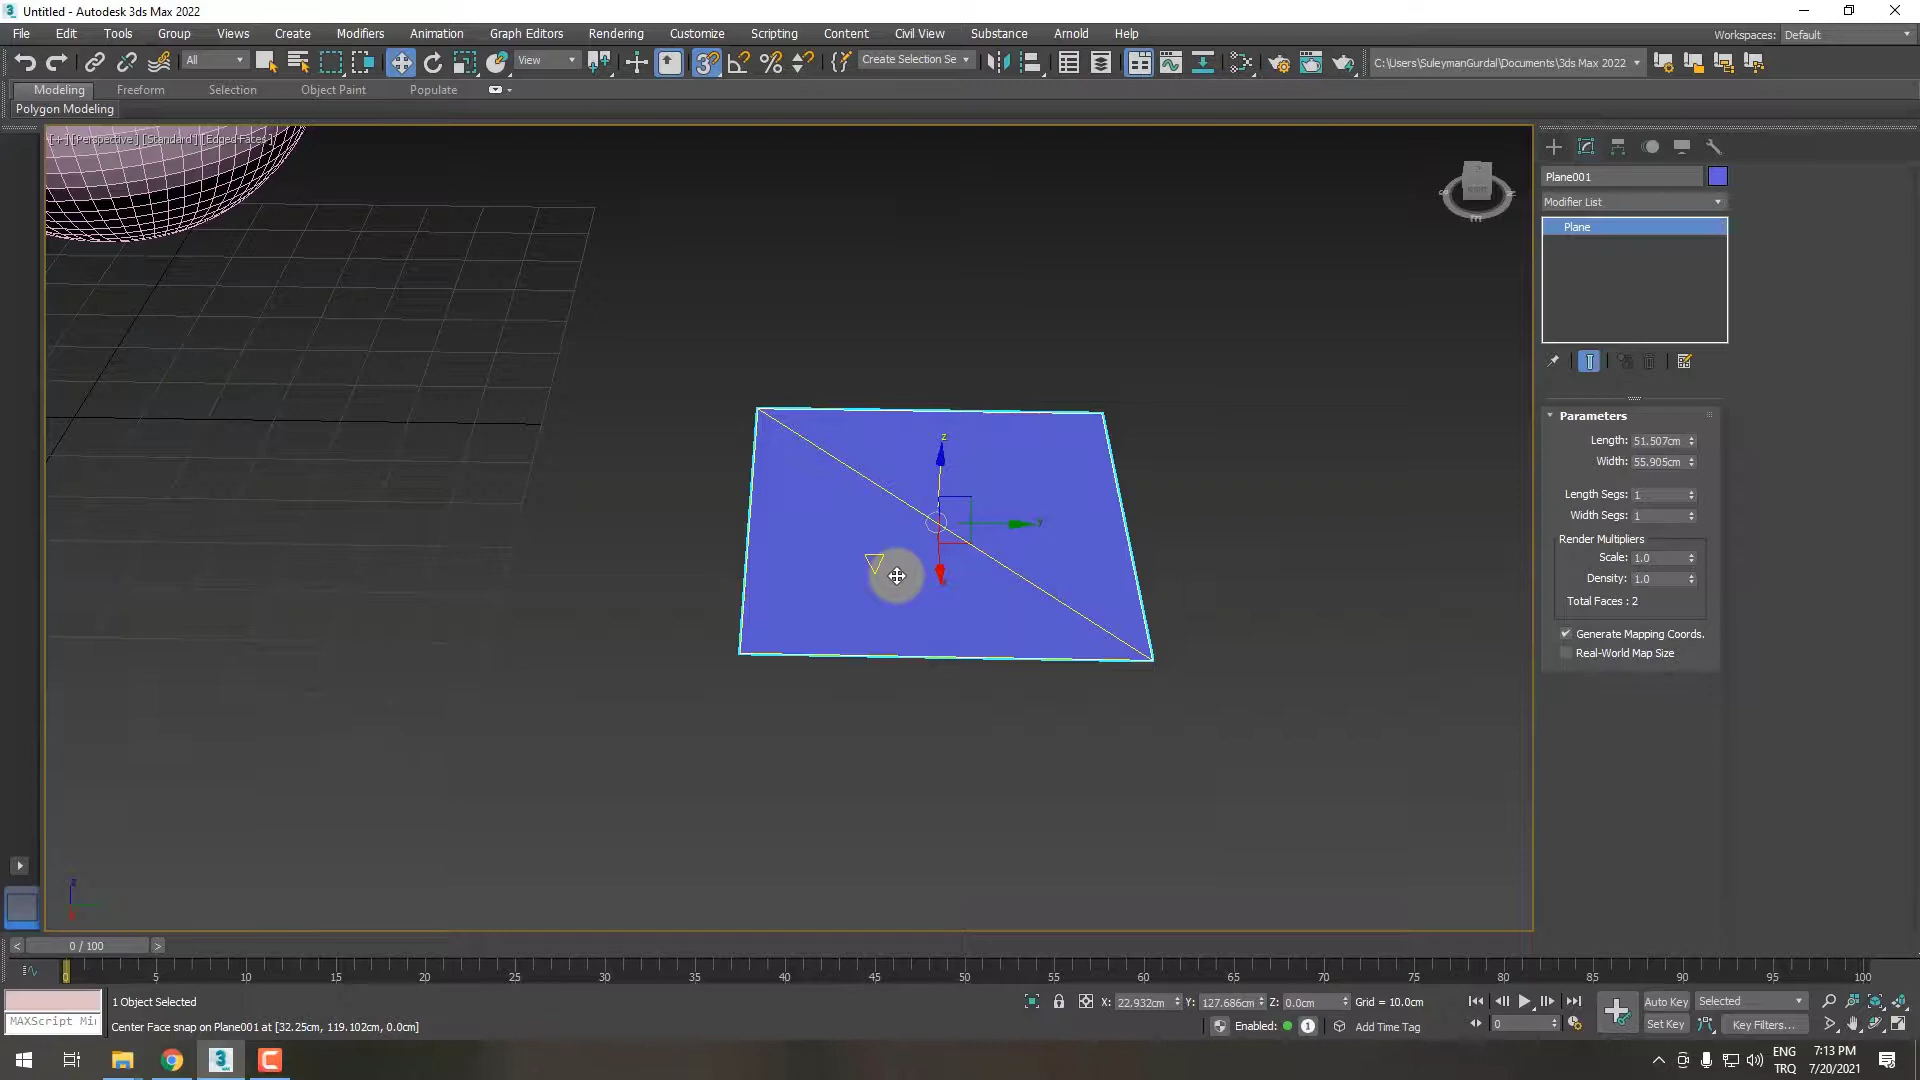 Untitled - Autodesk 3ds Max 2022
File Edit Tools Group Views Create Modifiers Animation Graph Editors Rendering Customize Scripting Content Civil View Substance Arnold Help
Workspaces: Default
All View Create Selection Se C:\Users\SuleymanGurdal\Documents\3ds Max 2022
Modeling Freeform Selection Object Paint Populate
Polygon Modeling
[+] [Perspective] [Standard] [Edged Faces]
Plane001
Modifier List
Plane
Parameters
Length: 51.507cm
Width: 55.905cm
Length Segs: 1
Width Segs: 1
Render Multipliers
Scale: 1.0
Density: 1.0
Total Faces : 2
Generate Mapping Coords.
Real-World Map Size
z
y
x
0 / 100
0 5 10 15 20 25 30 35 40 45 50 55 60 65 70 75 80 85 90 95 100
1 Object Selected
X: 22.932cm Y: 127.686cm Z: 0.0cm Grid = 10.0cm
Auto Key Selected
MAXScript Mi
Center Face snap on Plane001 at [32.25cm, 119.102cm, 0.0cm]
Enabled: 1 Add Time Tag
0
Set Key Key Filters...
ENG
TRQ
7:13 PM
7/20/2021